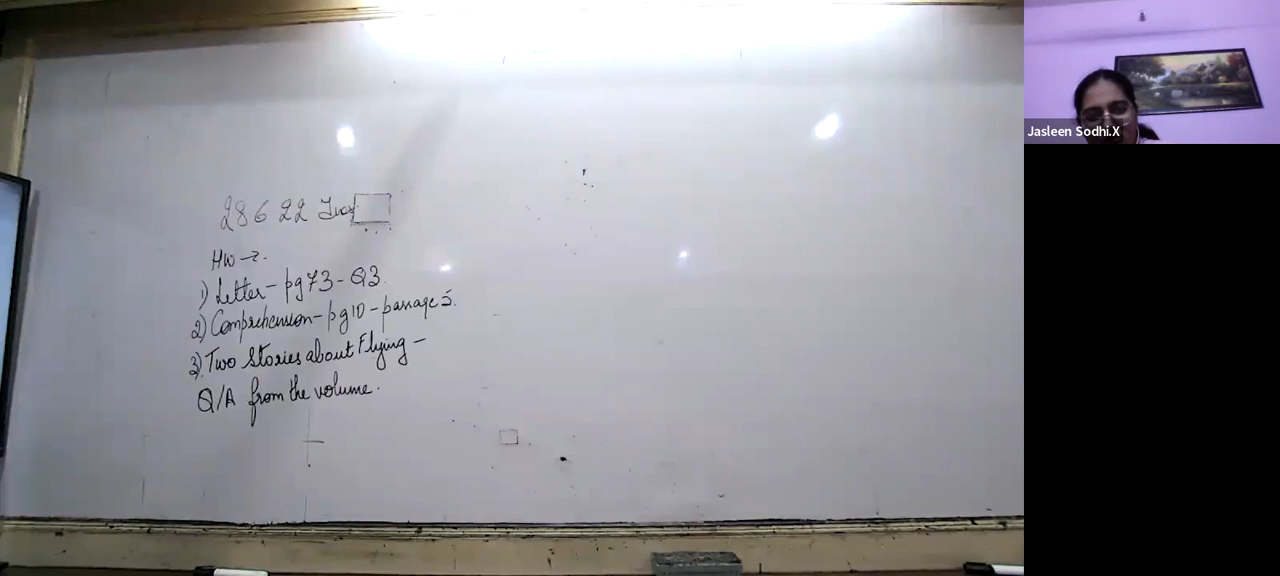 28 6 22
HW →
1) Letter - pg 73 - Q3.
2) Comprehension - pg 10 - passage 5.
3) Two Stories about Flying -
Q/A from the volume.
Jasleen Sodhi.X